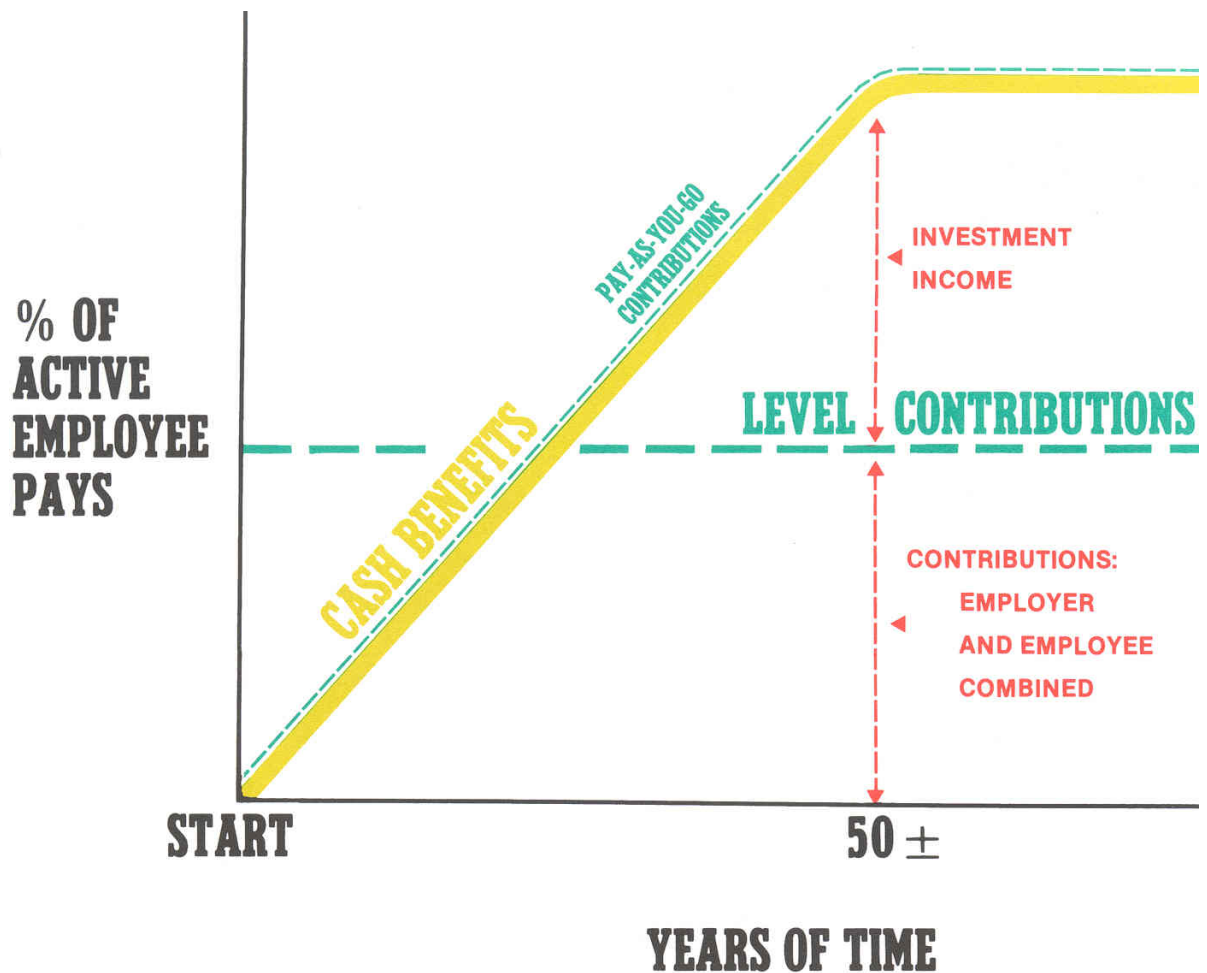 PAY-AS-YOU-GO
CONTRIBUTIONS
INVESTMENT
INCOME
% OF
ACTIVE
EMPLOYEE
PAYS
LEVEL CONTRIBUTIONS
CASH BENEFITS
CONTRIBUTIONS:
EMPLOYER
AND EMPLOYEE
COMBINED
START
50 ±
YEARS OF TIME